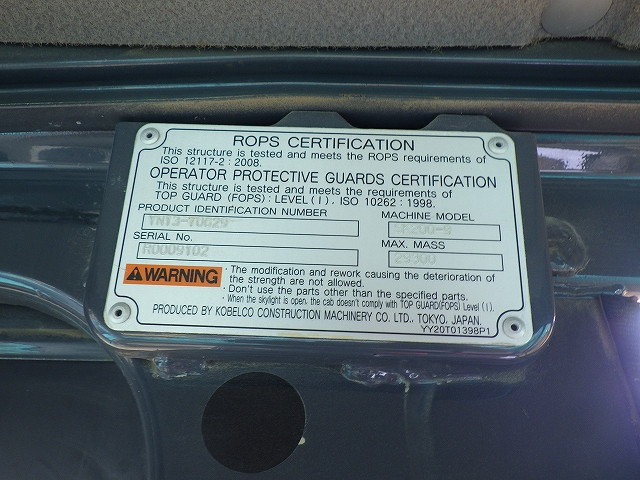 ROPS CERTIFICATION
This structure is tested and meets the ROPS requirements of
ISO 12117-2 : 2008.
OPERATOR PROTECTIVE GUARDS CERTIFICATION
This structure is tested and meets the requirements of
TOP GUARD (FOPS) : LEVEL ( I ) , ISO 10262 : 1998.
PRODUCT IDENTIFICATION NUMBER
MACHINE MODEL
SERIAL No.
MAX. MASS
R0009102
29300
WARNING
· The modification and rework causing the deterioration of
the strength are not allowed.
· Don't use the parts other than the specified parts.
· When the skylight is open, the cab doesn't comply with TOP GUARD(FOPS) Level ( I ).
PRODUCED BY KOBELCO CONSTRUCTION MACHINERY CO. LTD., TOKYO, JAPAN.
YY20T01398P1